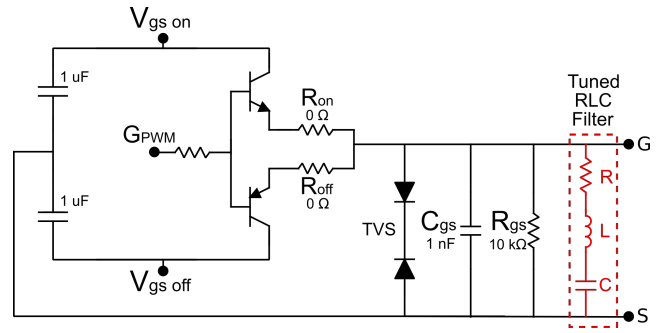 Vgs on
1 uF
Ron
0 Ω
GPWM
Tuned
RLC
Filter
G
R
Roff
0 Ω
1 uF
TVS
Cgs
1 nF
Rgs
10 kΩ
L
C
Vgs off
S